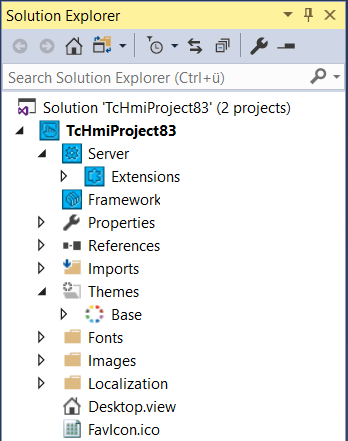 Solution Explorer
Search Solution Explorer (Ctrl+ü)
Solution 'TcHmiProject83' (2 projects)
TcHmiProject83
Server
Extensions
Framework
Properties
References
Imports
Themes
Base
Fonts
Images
Localization
Desktop.view
FavIcon.ico